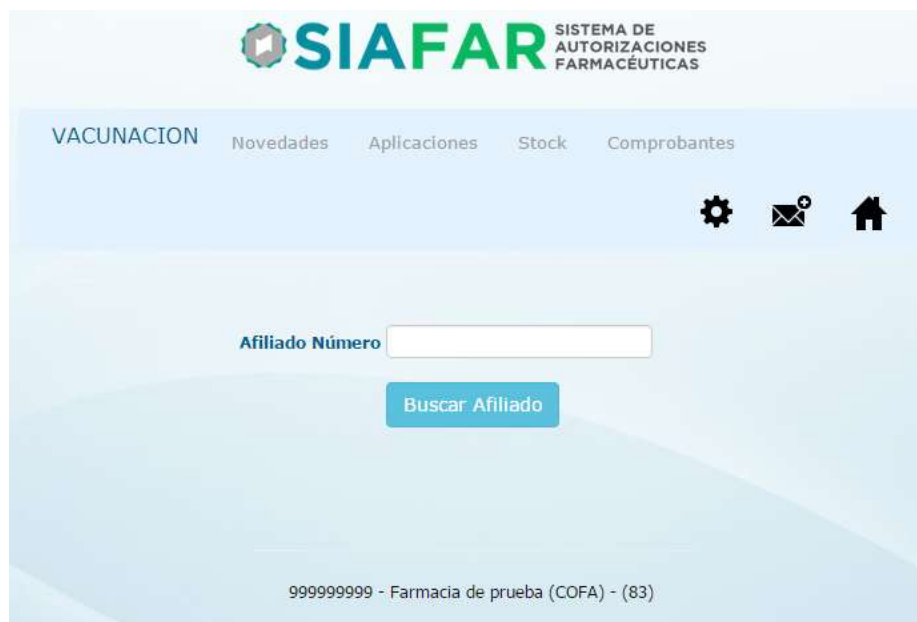 SIAFAR
SISTEMA DE
AUTORIZACIONES
FARMACÉUTICAS
VACUNACION Novedades Aplicaciones Stock Comprobantes
Afiliado Número
Buscar Afiliado
999999999 - Farmacia de prueba (COFA) - (83)